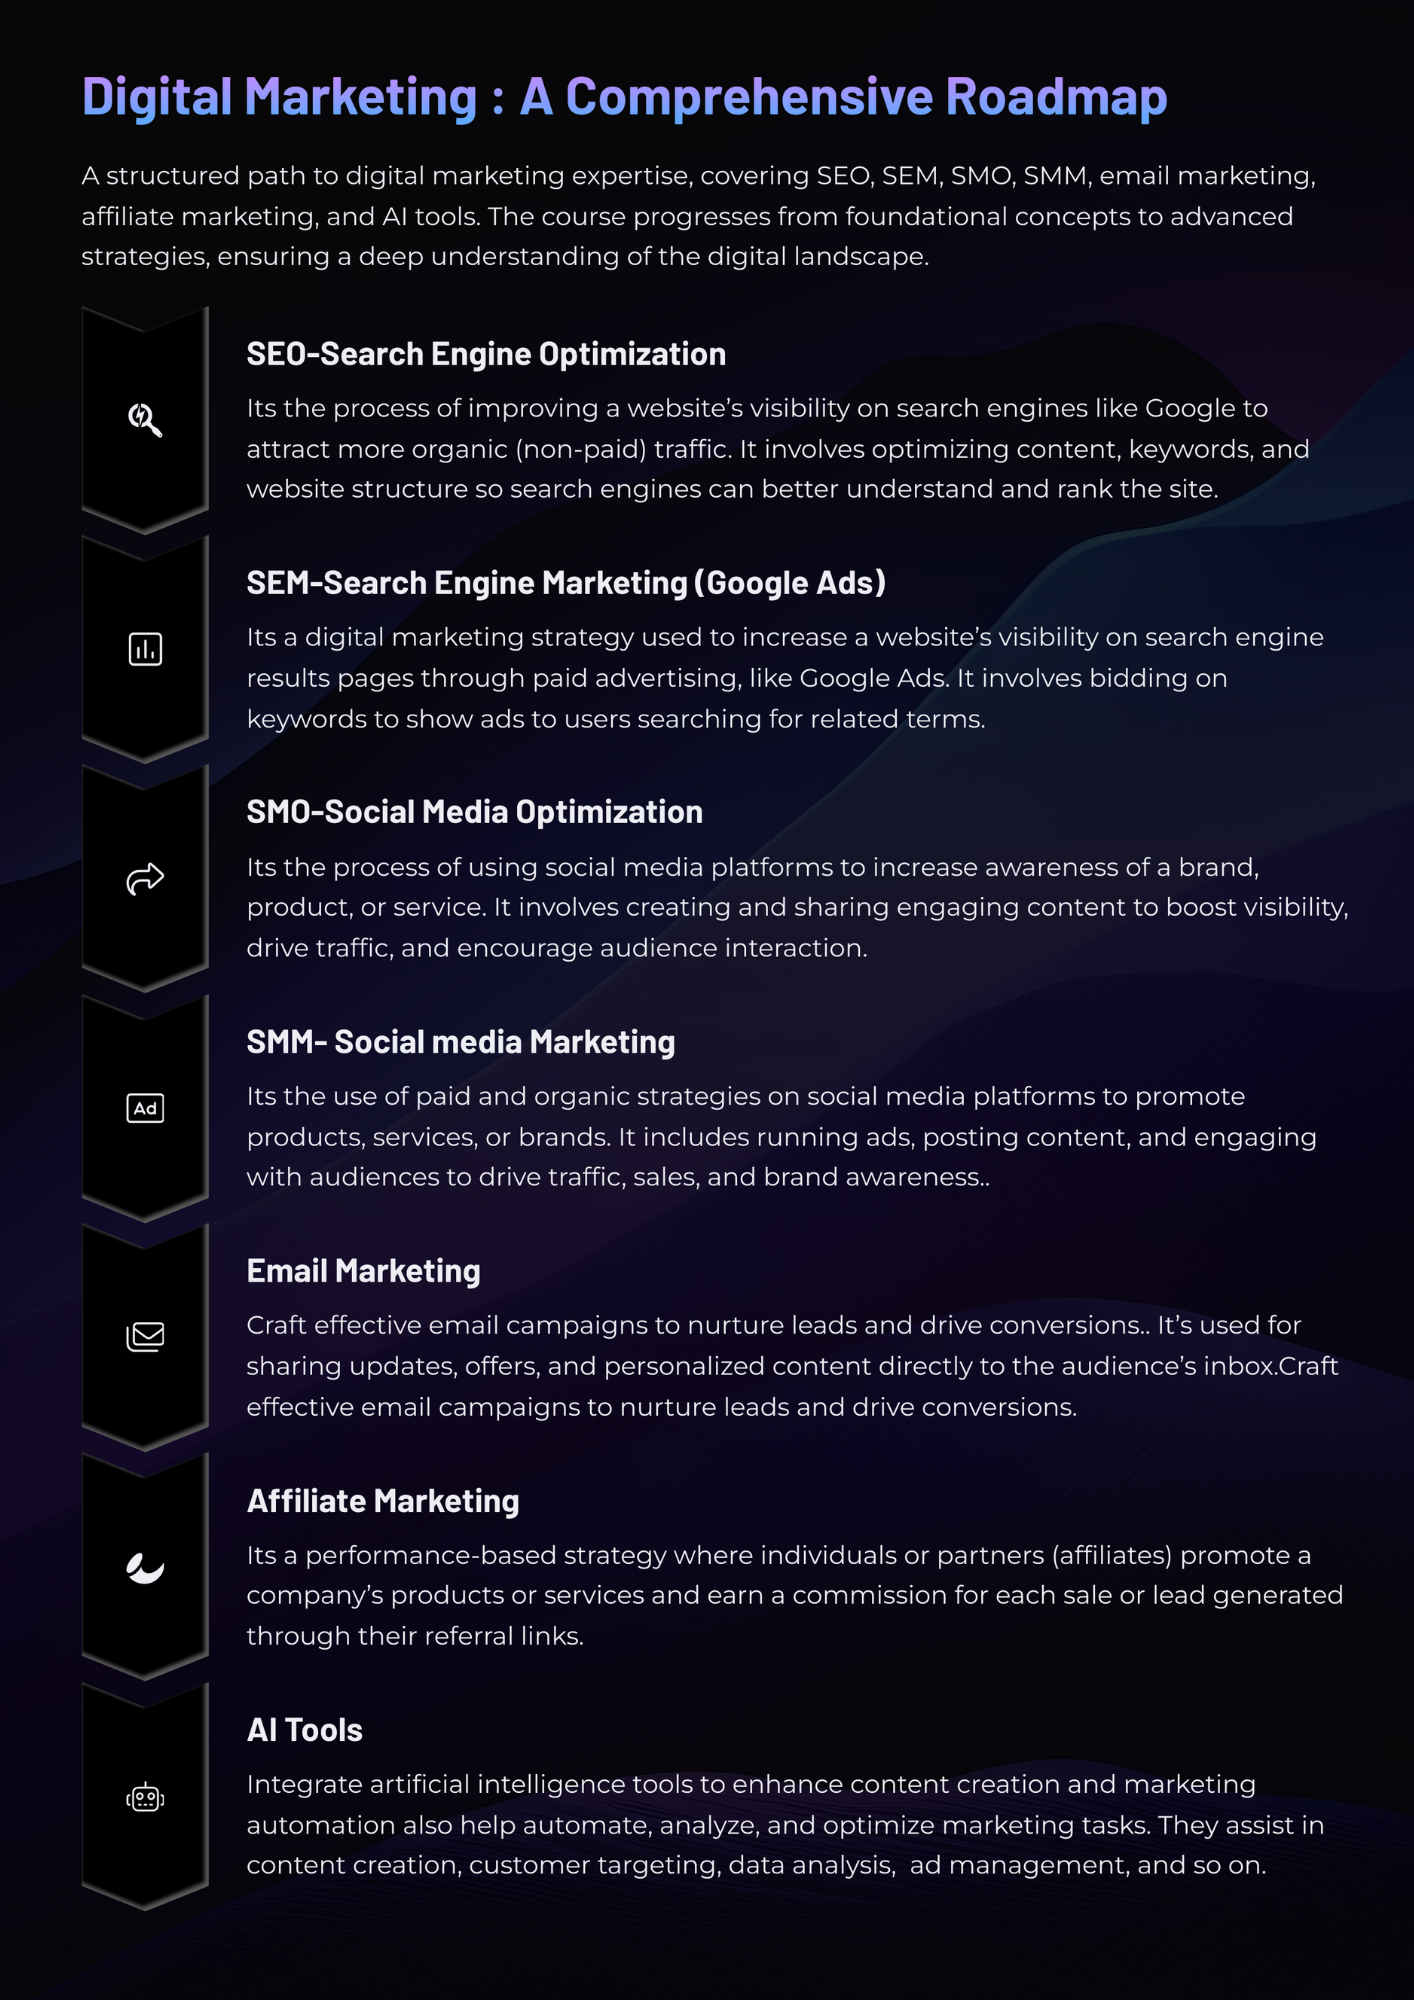 Digital Marketing : A Comprehensive Roadmap
A structured path to digital marketing expertise, covering SEO, SEM, SMO, SMM, email marketing,
affiliate marketing, and AI tools. The course progresses from foundational concepts to advanced
strategies, ensuring a deep understanding of the digital landscape.
SEO-Search Engine Optimization
Its the process of improving a website’s visibility on search engines like Google to
attract more organic (non-paid) traffic. It involves optimizing content, keywords, and
website structure so search engines can better understand and rank the site.
SEM-Search Engine Marketing (Google Ads)
Its a digital marketing strategy used to increase a website’s visibility on search engine
results pages through paid advertising, like Google Ads. It involves bidding on
keywords to show ads to users searching for related terms.
SMO-Social Media Optimization
Its the process of using social media platforms to increase awareness of a brand,
product, or service. It involves creating and sharing engaging content to boost visibility,
drive traffic, and encourage audience interaction.
SMM- Social media Marketing
Ad
Its the use of paid and organic strategies on social media platforms to promote
products, services, or brands. It includes running ads, posting content, and engaging
with audiences to drive traffic, sales, and brand awareness..
Email Marketing
Craft effective email campaigns to nurture leads and drive conversions.. It’s used for
sharing updates, offers, and personalized content directly to the audience’s inbox.Craft
effective email campaigns to nurture leads and drive conversions.
Affiliate Marketing
Its a performance-based strategy where individuals or partners (affiliates) promote a
company’s products or services and earn a commission for each sale or lead generated
through their referral links.
AI Tools
Integrate artificial intelligence tools to enhance content creation and marketing
automation also help automate, analyze, and optimize marketing tasks. They assist in
content creation, customer targeting, data analysis,  ad management, and so on.